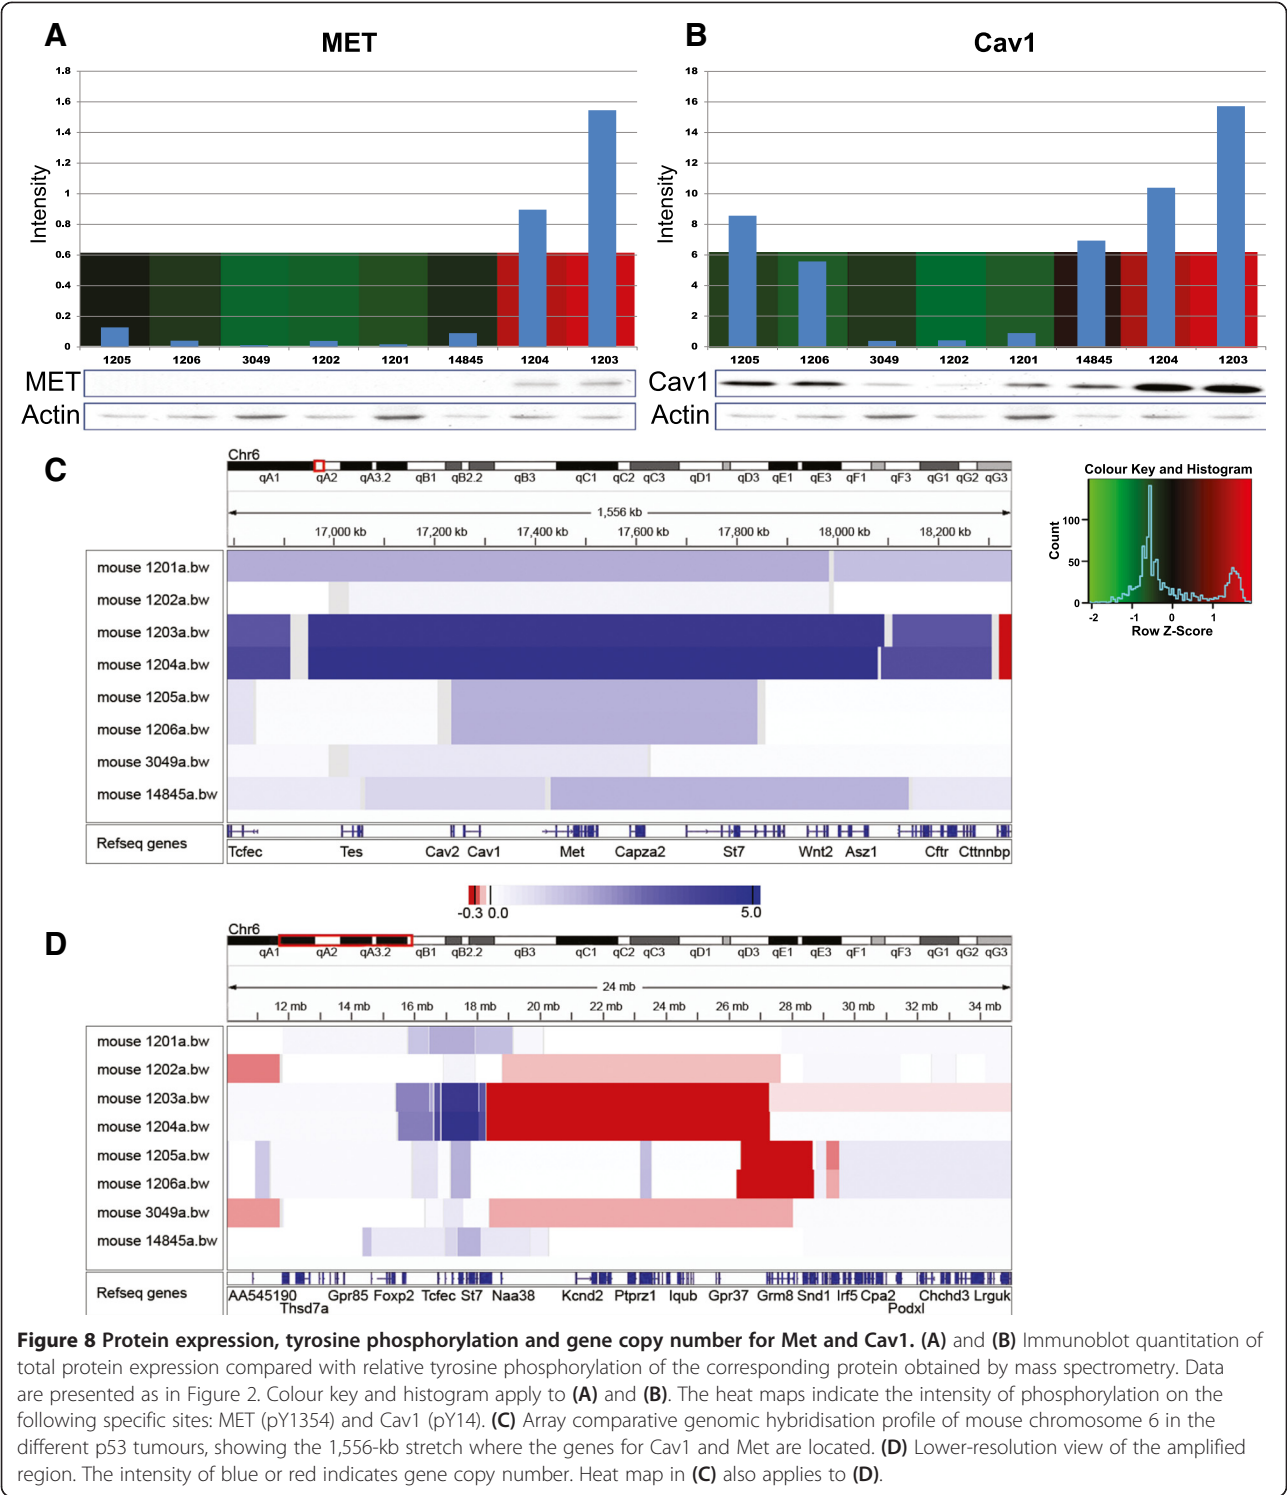 A
MET
Intensity
1.8
1.6
1.4
1.2
1
0.8
0.6
0.4
0.2
0
1205 1206 3049 1202 1201 14845 1204 1203
MET
Actin
B
Cav1
Intensity
18
16
14
12
10
8
6
4
2
0
1205 1206 3049 1202 1201 14845 1204 1203
Cav1
Actin
C
Chr6
qA1 qA2 qA3.2 qB1 qB2.2 qB3 qC1 qC2 qC3 qD1 qD3 qE1 qE3 qF1 qF3 qG1 qG2 qG3
1,556 kb
17,000 kb 17,200 kb 17,400 kb 17,600 kb 17,800 kb 18,000 kb 18,200 kb
mouse 1201a.bw
mouse 1202a.bw
mouse 1203a.bw
mouse 1204a.bw
mouse 1205a.bw
mouse 1206a.bw
mouse 3049a.bw
mouse 14845a.bw
Refseq genes
Tcfec Tes Cav2 Cav1 Met Capza2 St7 Wnt2 Asz1 Cftr Cttnnbp
Colour Key and Histogram
Count
100
50
0
-2 -1 0 1
Row Z-Score
-0.3 0.0 5.0
D
Chr6
qA1 qA2 qA3.2 qB1 qB2.2 qB3 qC1 qC2 qC3 qD1 qD3 qE1 qE3 qF1 qF3 qG1 qG2 qG3
24 mb
12 mb 14 mb 16 mb 18 mb 20 mb 22 mb 24 mb 26 mb 28 mb 30 mb 32 mb 34 mb
mouse 1201a.bw
mouse 1202a.bw
mouse 1203a.bw
mouse 1204a.bw
mouse 1205a.bw
mouse 1206a.bw
mouse 3049a.bw
mouse 14845a.bw
Refseq genes
AA545190 Gpr85 Foxp2 Tcfec St7 Naa38 Kcnd2 Ptprz1 Iqub Gpr37 Grm8 Snd1 Irf5 Cpa2 Chchd3 Lrguk
Thsd7a Podxl
Figure 8 Protein expression, tyrosine phosphorylation and gene copy number for Met and Cav1. (A) and (B) Immunoblot quantitation of
total protein expression compared with relative tyrosine phosphorylation of the corresponding protein obtained by mass spectrometry. Data
are presented as in Figure 2. Colour key and histogram apply to (A) and (B). The heat maps indicate the intensity of phosphorylation on the
following specific sites: MET (pY1354) and Cav1 (pY14). (C) Array comparative genomic hybridisation profile of mouse chromosome 6 in the
different p53 tumours, showing the 1,556-kb stretch where the genes for Cav1 and Met are located. (D) Lower-resolution view of the amplified
region. The intensity of blue or red indicates gene copy number. Heat map in (C) also applies to (D).